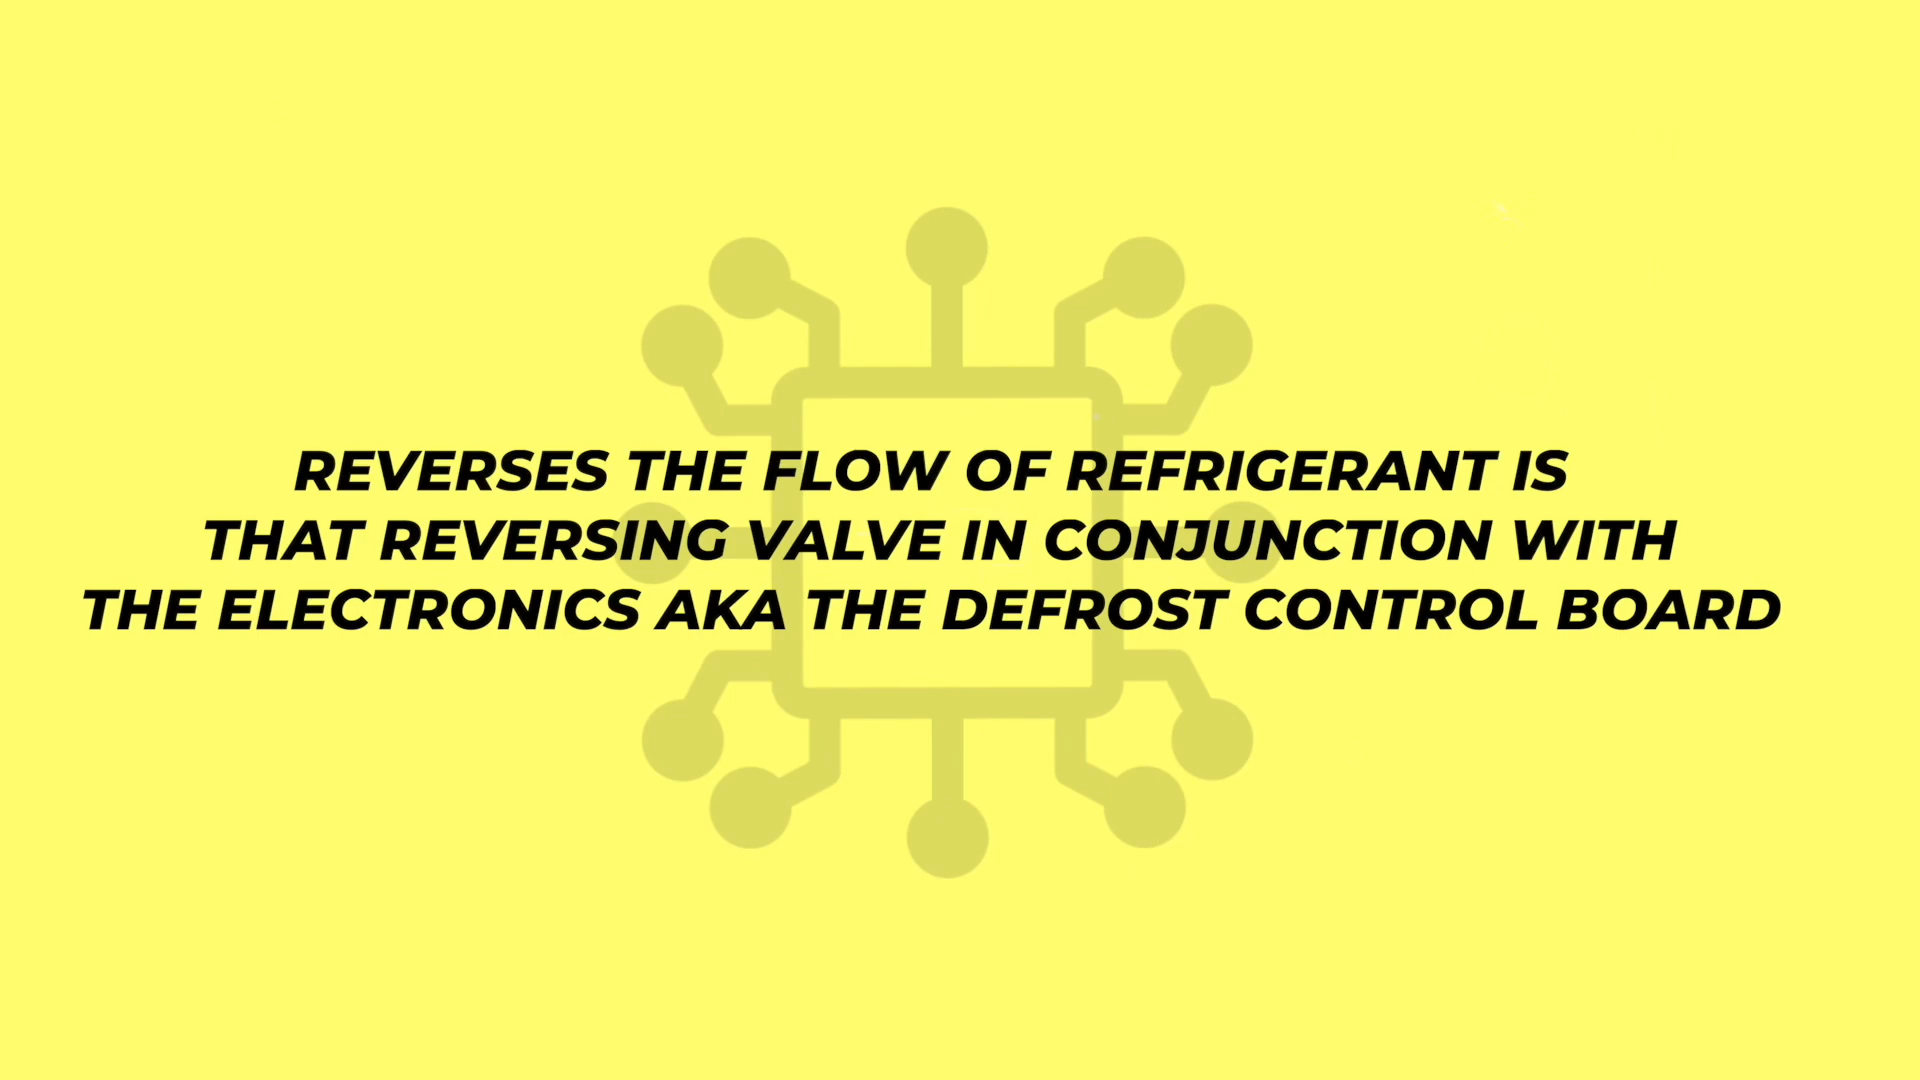 REVERSES THE FLOW OF REFRIGERANT IS
THAT REVERSING VALVE IN CONJUNCTION WITH
THE ELECTRONICS AKA THE DEFROST CONTROL BOARD